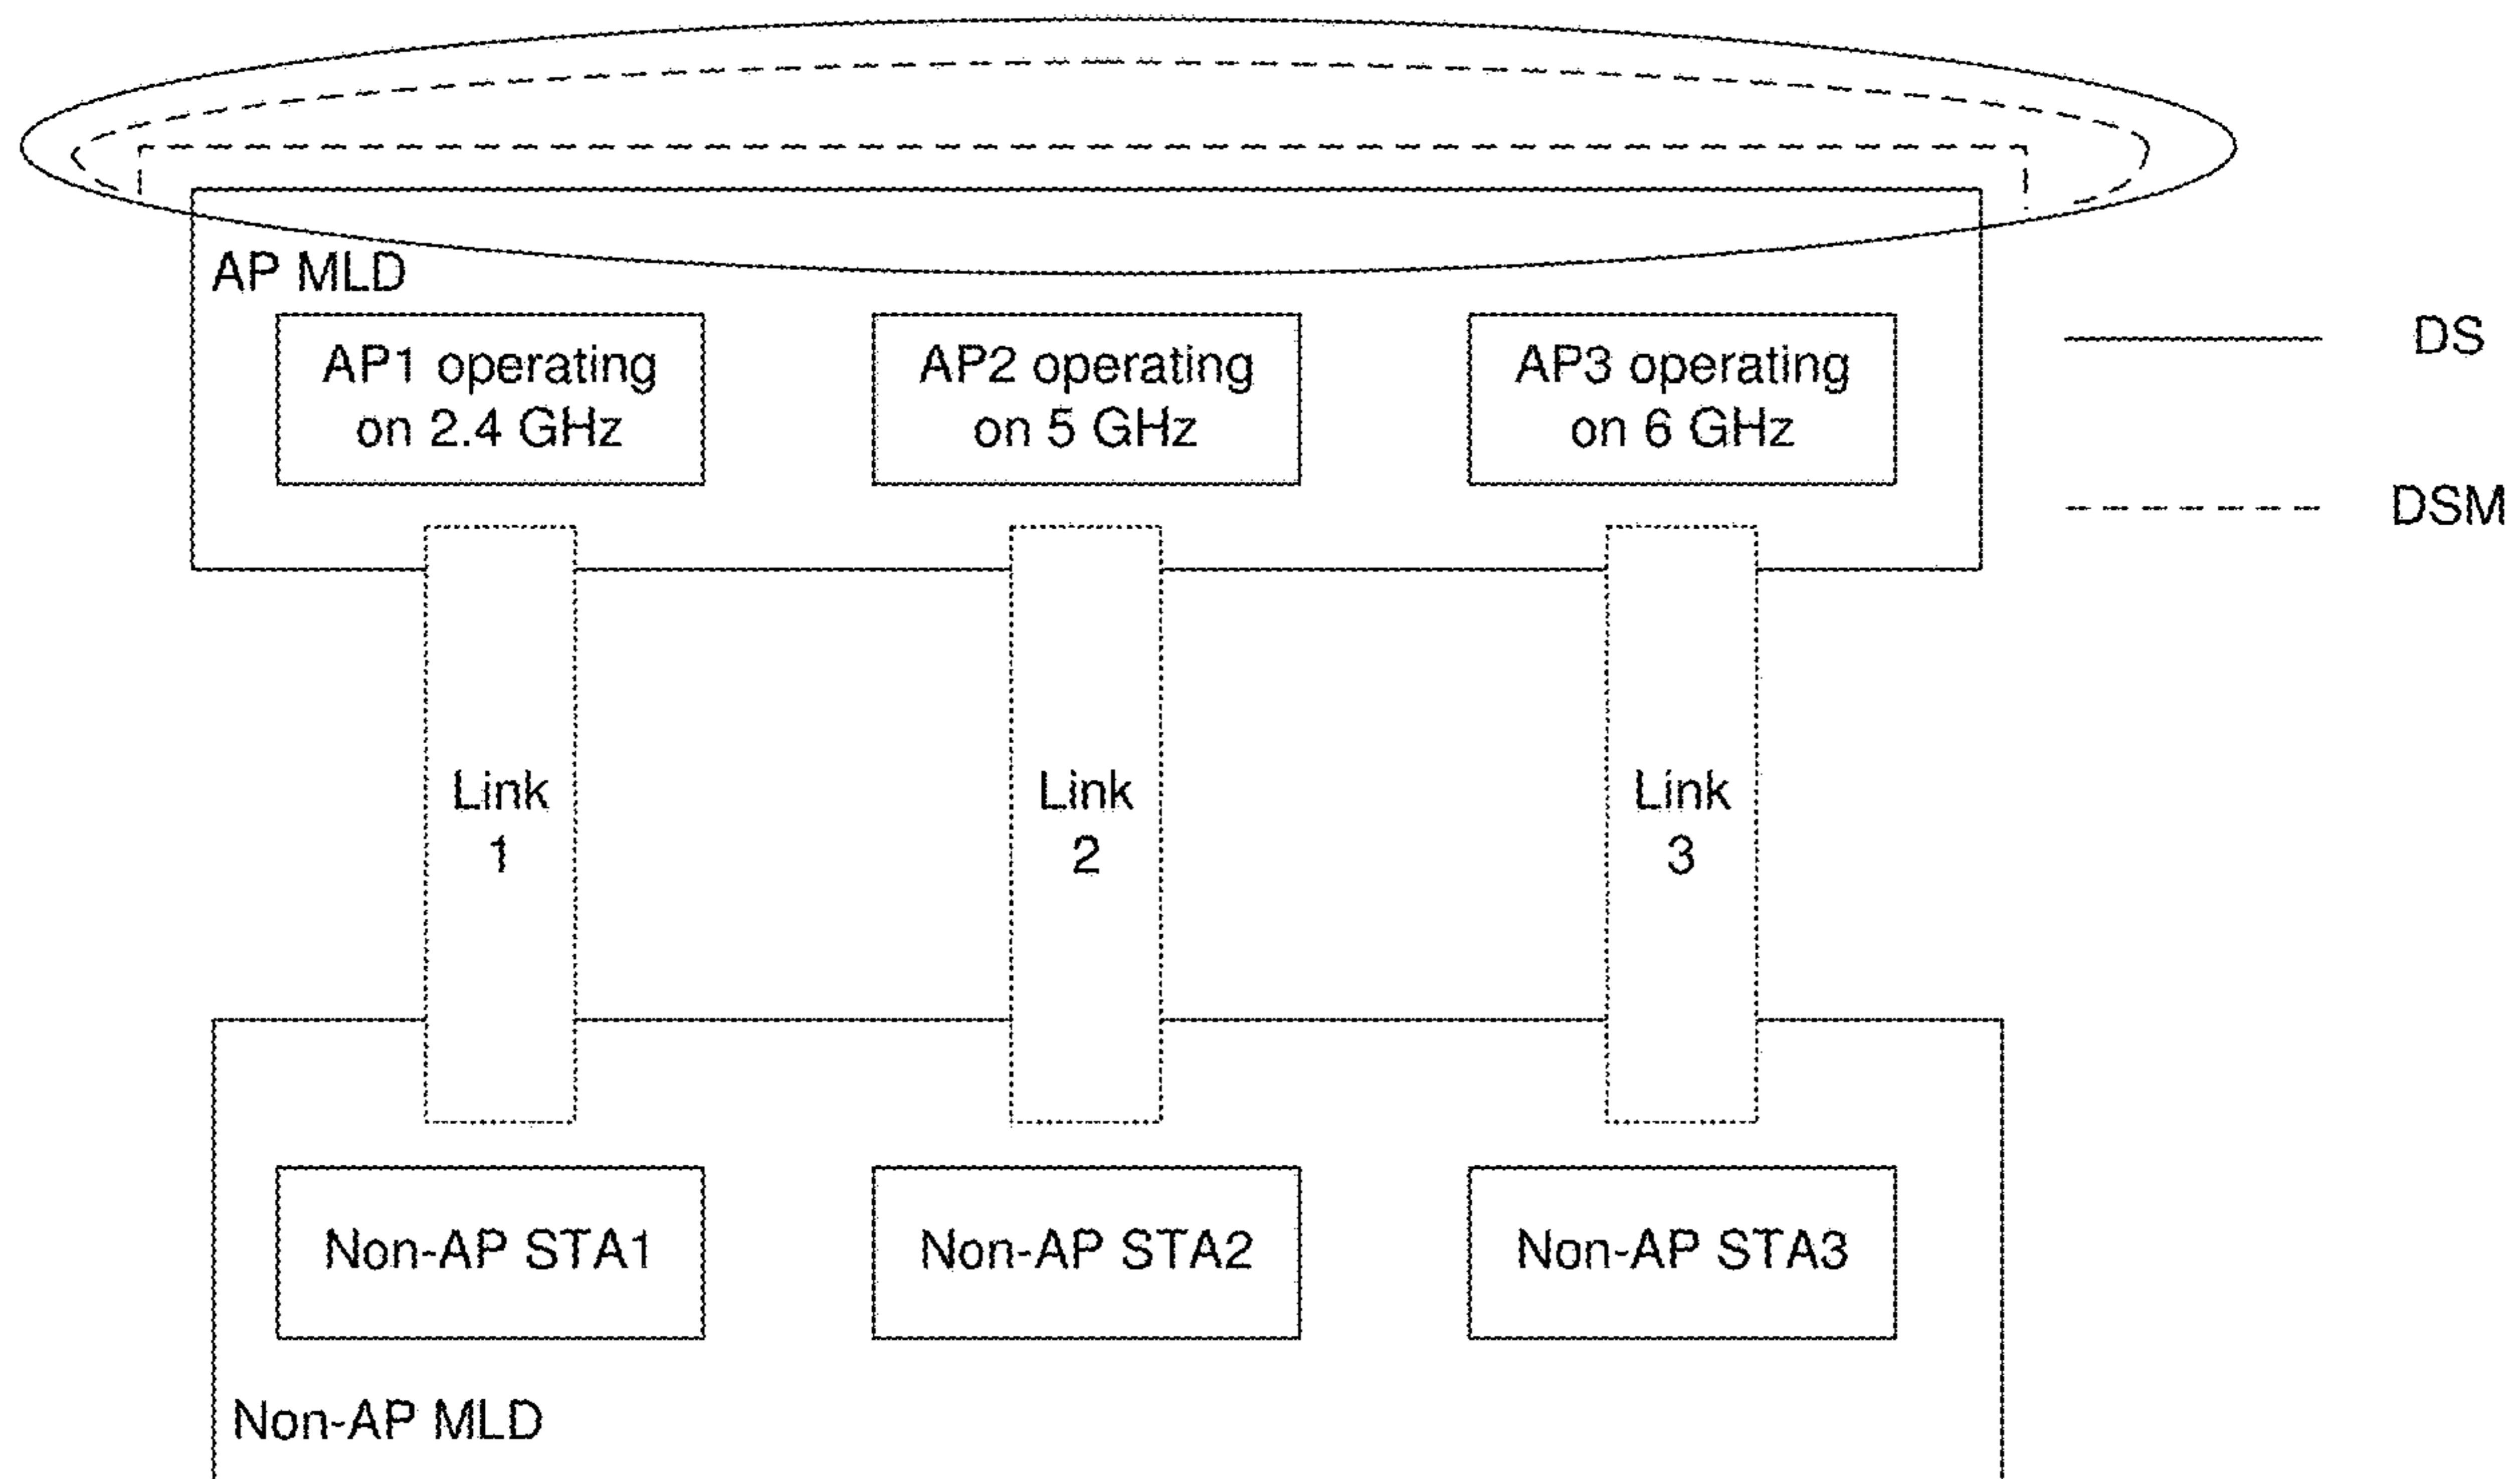 AP MLD
AP1 operating
on 2.4 GHz
AP2 operating
on 5 GHz
AP3 operating
on 6 GHz
DS
DSM
Link
1
Link
2
Link
3
Non-AP STA1
Non-AP STA2
Non-AP STA3
Non-AP MLD